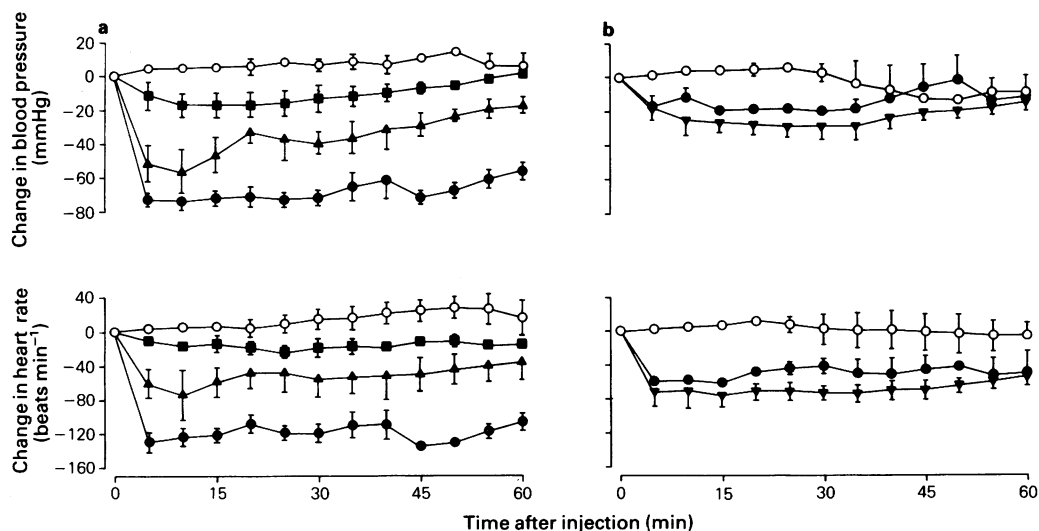 a
b
Change in blood pressure
(mmHg)
20
0
−20
−40
−60
−80
Change in heart rate
(beats min⁻¹)
40
0
−40
−80
−120
−160
0 15 30 45 60
0 15 30 45 60
Time after injection (min)